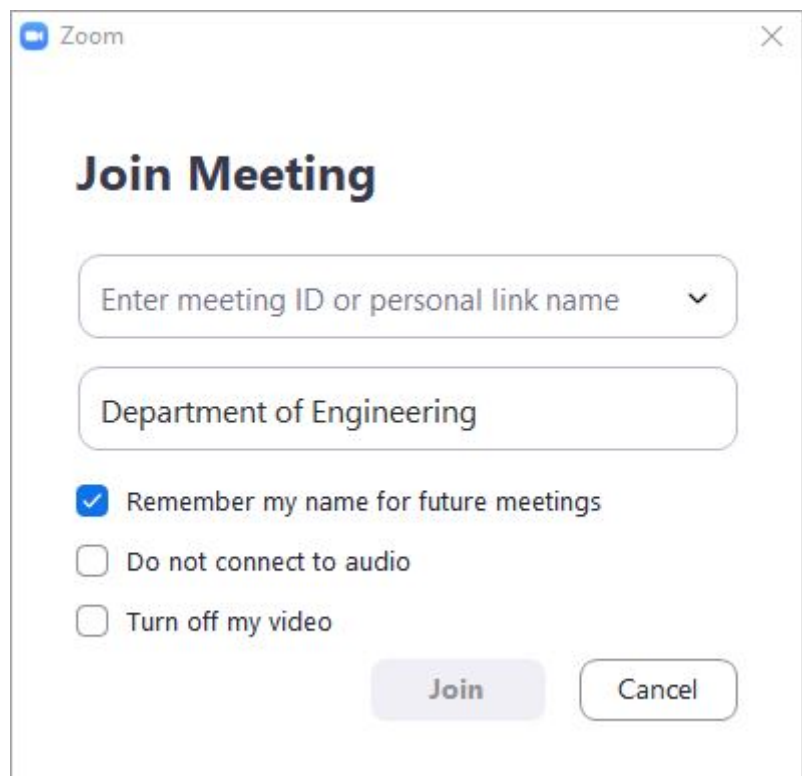 Zoom
Join Meeting
Enter meeting ID or personal link name
Department of Engineering
Remember my name for future meetings
Do not connect to audio
Turn off my video
Join Cancel